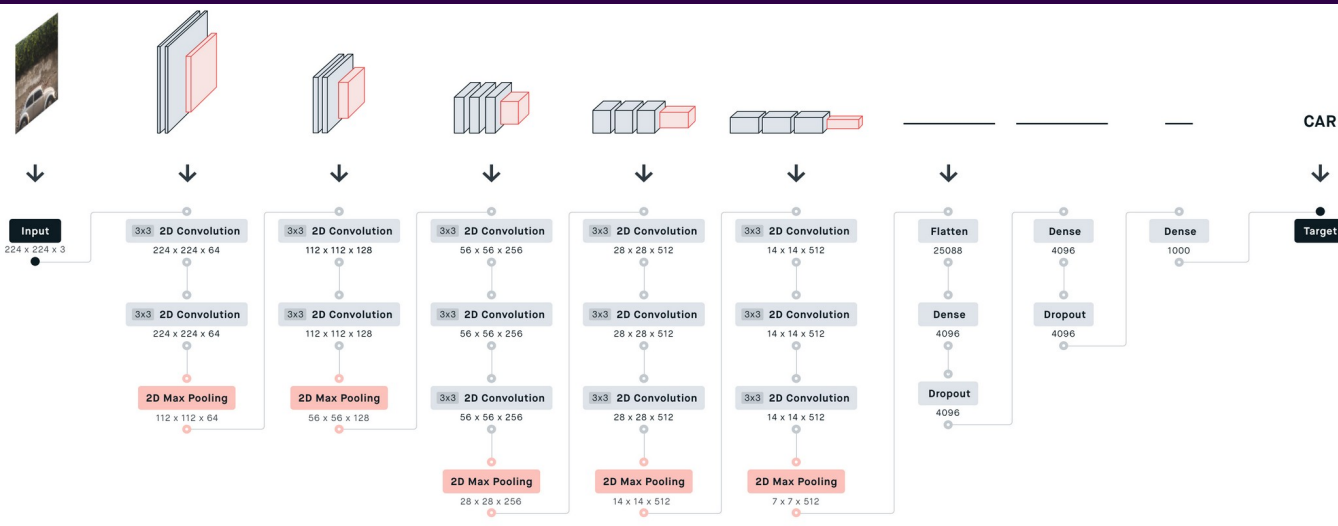 CAR
Input
224 x 224 x 3
3x3 2D Convolution
224 x 224 x 64
3x3 2D Convolution
224 x 224 x 64
2D Max Pooling
112 x 112 x 64
3x3 2D Convolution
112 x 112 x 128
3x3 2D Convolution
112 x 112 x 128
2D Max Pooling
56 x 56 x 128
3x3 2D Convolution
56 x 56 x 256
3x3 2D Convolution
56 x 56 x 256
3x3 2D Convolution
56 x 56 x 256
2D Max Pooling
28 x 28 x 256
3x3 2D Convolution
28 x 28 x 512
3x3 2D Convolution
28 x 28 x 512
3x3 2D Convolution
28 x 28 x 512
2D Max Pooling
14 x 14 x 512
3x3 2D Convolution
14 x 14 x 512
3x3 2D Convolution
14 x 14 x 512
3x3 2D Convolution
14 x 14 x 512
2D Max Pooling
7 x 7 x 512
Flatten
25088
Dense
4096
Dropout
4096
Dense
4096
Dropout
4096
Dense
1000
Target